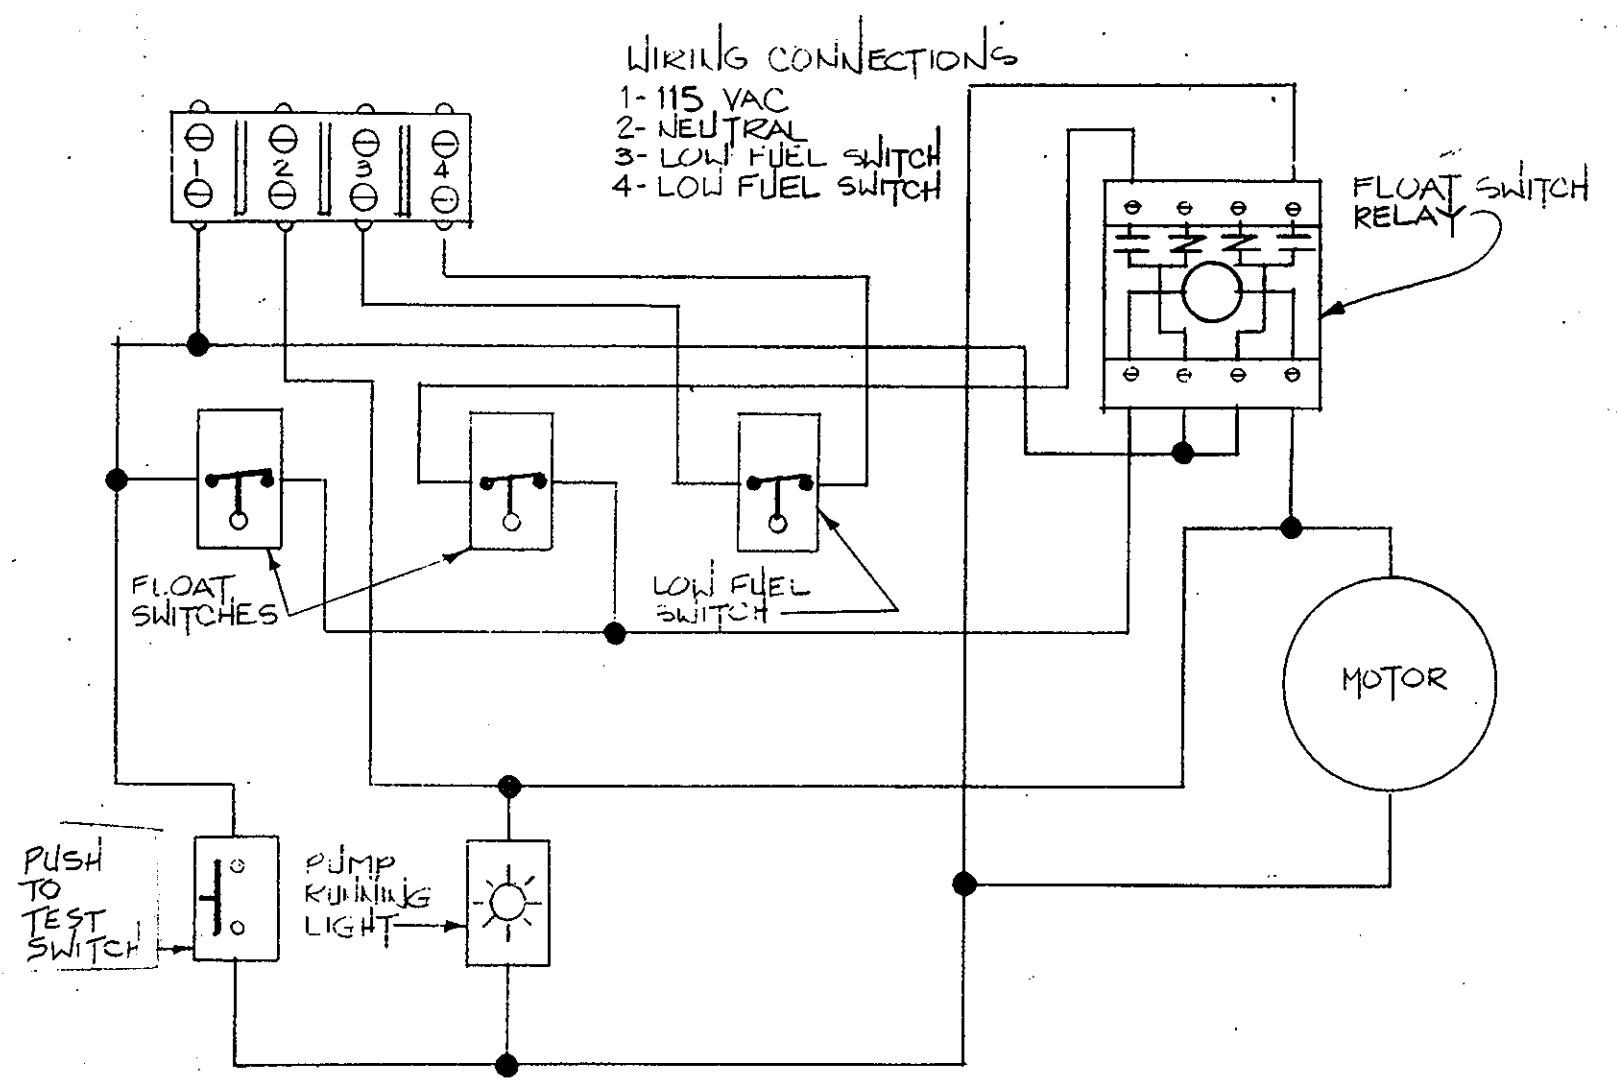 WIRING CONNECTIONS
1- 115 VAC
2- NEUTRAL
3- LOW FUEL SWITCH
4- LOW FUEL SWITCH
1 2 3 4
FLOAT SWITCH
RELAY
FLOAT
SWITCHES
LOW FUEL
SWITCH
MOTOR
PUSH
TO
TEST
SWITCH
PUMP
RUNNING
LIGHT